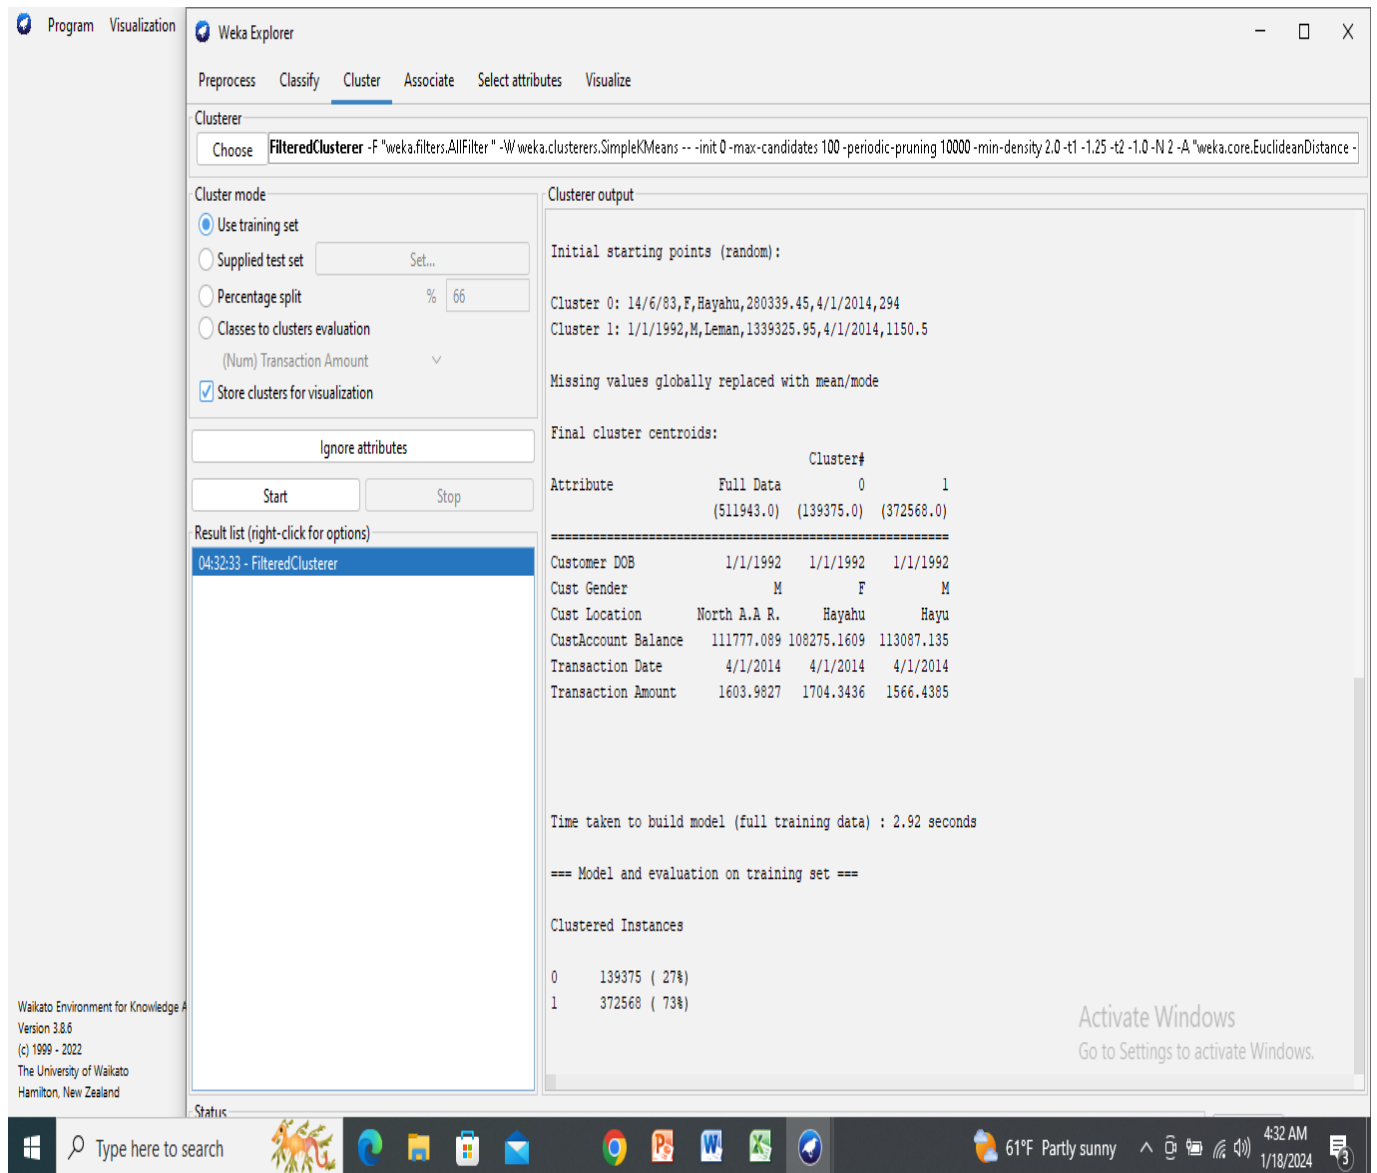 Program Visualization
Weka Explorer
Preprocess Classify Cluster Associate Select attributes Visualize
Clusterer
Choose FilteredClusterer -F "weka.filters.AllFilter " -W weka.clusterers.SimpleKMeans -- -init 0 -max-candidates 100 -periodic-pruning 10000 -min-density 2.0 -t1 -1.25 -t2 -1.0 -N 2 -A "weka.core.EuclideanDistance -
Cluster mode
Use training set
Supplied test set Set...
Percentage split % 66
Classes to clusters evaluation
(Num) Transaction Amount
Store clusters for visualization
Ignore attributes
Start Stop
Result list (right-click for options)
04:32:33 - FilteredClusterer
Clusterer output
Initial starting points (random):
Cluster 0: 14/6/83,F,Hayahu,280339.45,4/1/2014,294
Cluster 1: 1/1/1992,M,Leman,1339325.95,4/1/2014,1150.5
Missing values globally replaced with mean/mode
Final cluster centroids:
Cluster#
Attribute Full Data 0 1
(511943.0) (139375.0) (372568.0)
==========================================================
Customer DOB 1/1/1992 1/1/1992 1/1/1992
Cust Gender M F M
Cust Location North A.A R. Hayahu Hayu
CustAccount Balance 111777.089 108275.1609 113087.135
Transaction Date 4/1/2014 4/1/2014 4/1/2014
Transaction Amount 1603.9827 1704.3436 1566.4385
Time taken to build model (full training data) : 2.92 seconds
=== Model and evaluation on training set ===
Clustered Instances
0 139375 ( 27%)
1 372568 ( 73%)
Activate Windows
Go to Settings to activate Windows.
Waikato Environment for Knowledge A
Version 3.8.6
(c) 1999 - 2022
The University of Waikato
Hamilton, New Zealand
Status
Type here to search
61°F Partly sunny
4:32 AM
1/18/2024
3